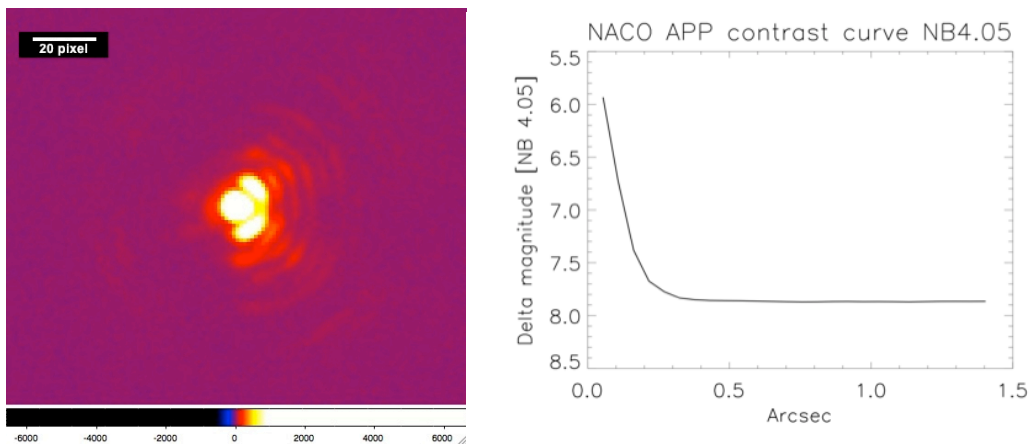 20 pixel
-6000 -4000 -2000 0 2000 4000 6000
NACO APP contrast curve NB4.05
Delta magnitude [NB 4.05]
5.5
6.0
6.5
7.0
7.5
8.0
8.5
0.0 0.5 1.0 1.5
Arcsec